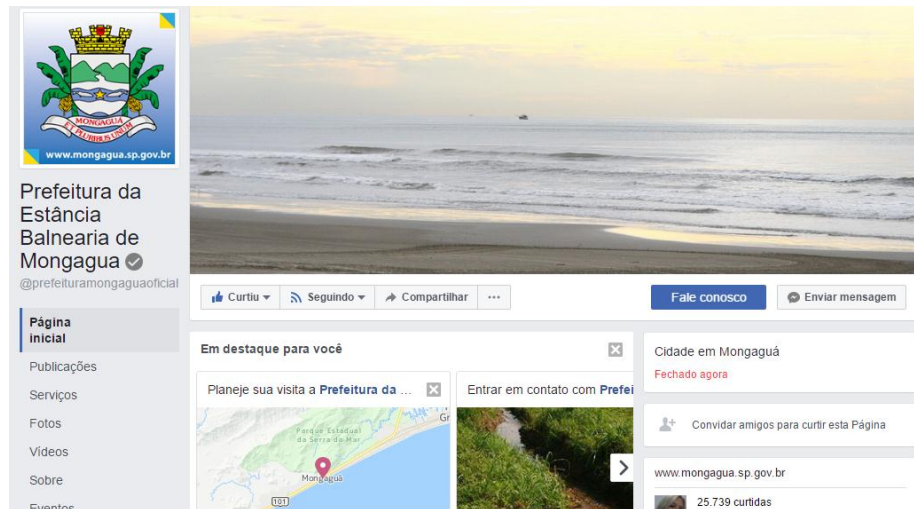 MONGAGUÁ
ET PLURIBUS UNUM
www.mongagua.sp.gov.br
Prefeitura da
Estância
Balnearia de
Mongagua
@prefeituramongaguaoficial
Página
inicial
Publicações
Serviços
Fotos
Vídeos
Sobre
Eventos
Curtiu
Seguindo
Compartilhar
...
Fale conosco
Enviar mensagem
Em destaque para você
Planeje sua visita a Prefeitura da ...
Parque Estadual
da Serra do Mar
Mongaguá
101
Entrar em contato com Prefei
Cidade em Mongaguá
Fechado agora
Convidar amigos para curtir esta Página
www.mongagua.sp.gov.br
25.739 curtidas